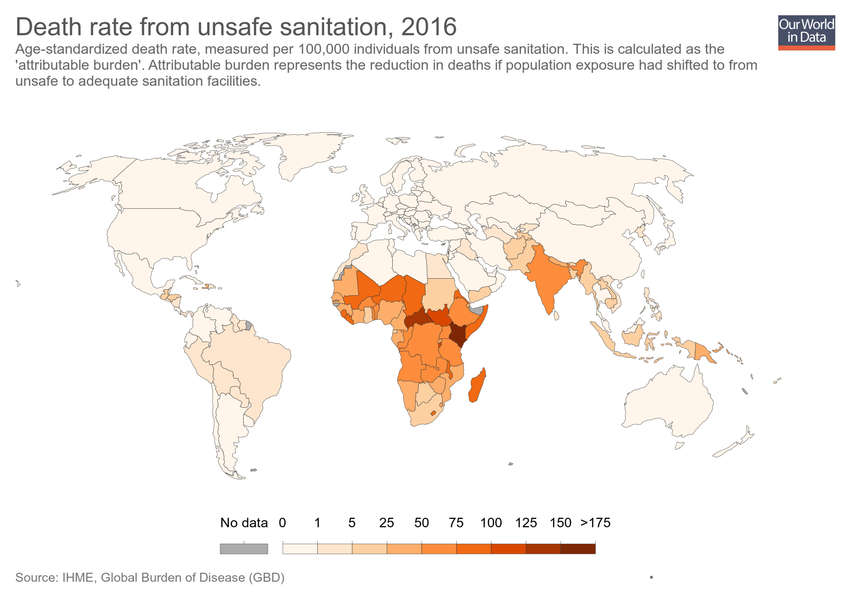 Death rate from unsafe sanitation, 2016
Our World
in Data
Age-standardized death rate, measured per 100,000 individuals from unsafe sanitation. This is calculated as the
'attributable burden'. Attributable burden represents the reduction in deaths if population exposure had shifted to from
unsafe to adequate sanitation facilities.
No data 0 1 5 25 50 75 100 125 150 >175
Source: IHME, Global Burden of Disease (GBD)